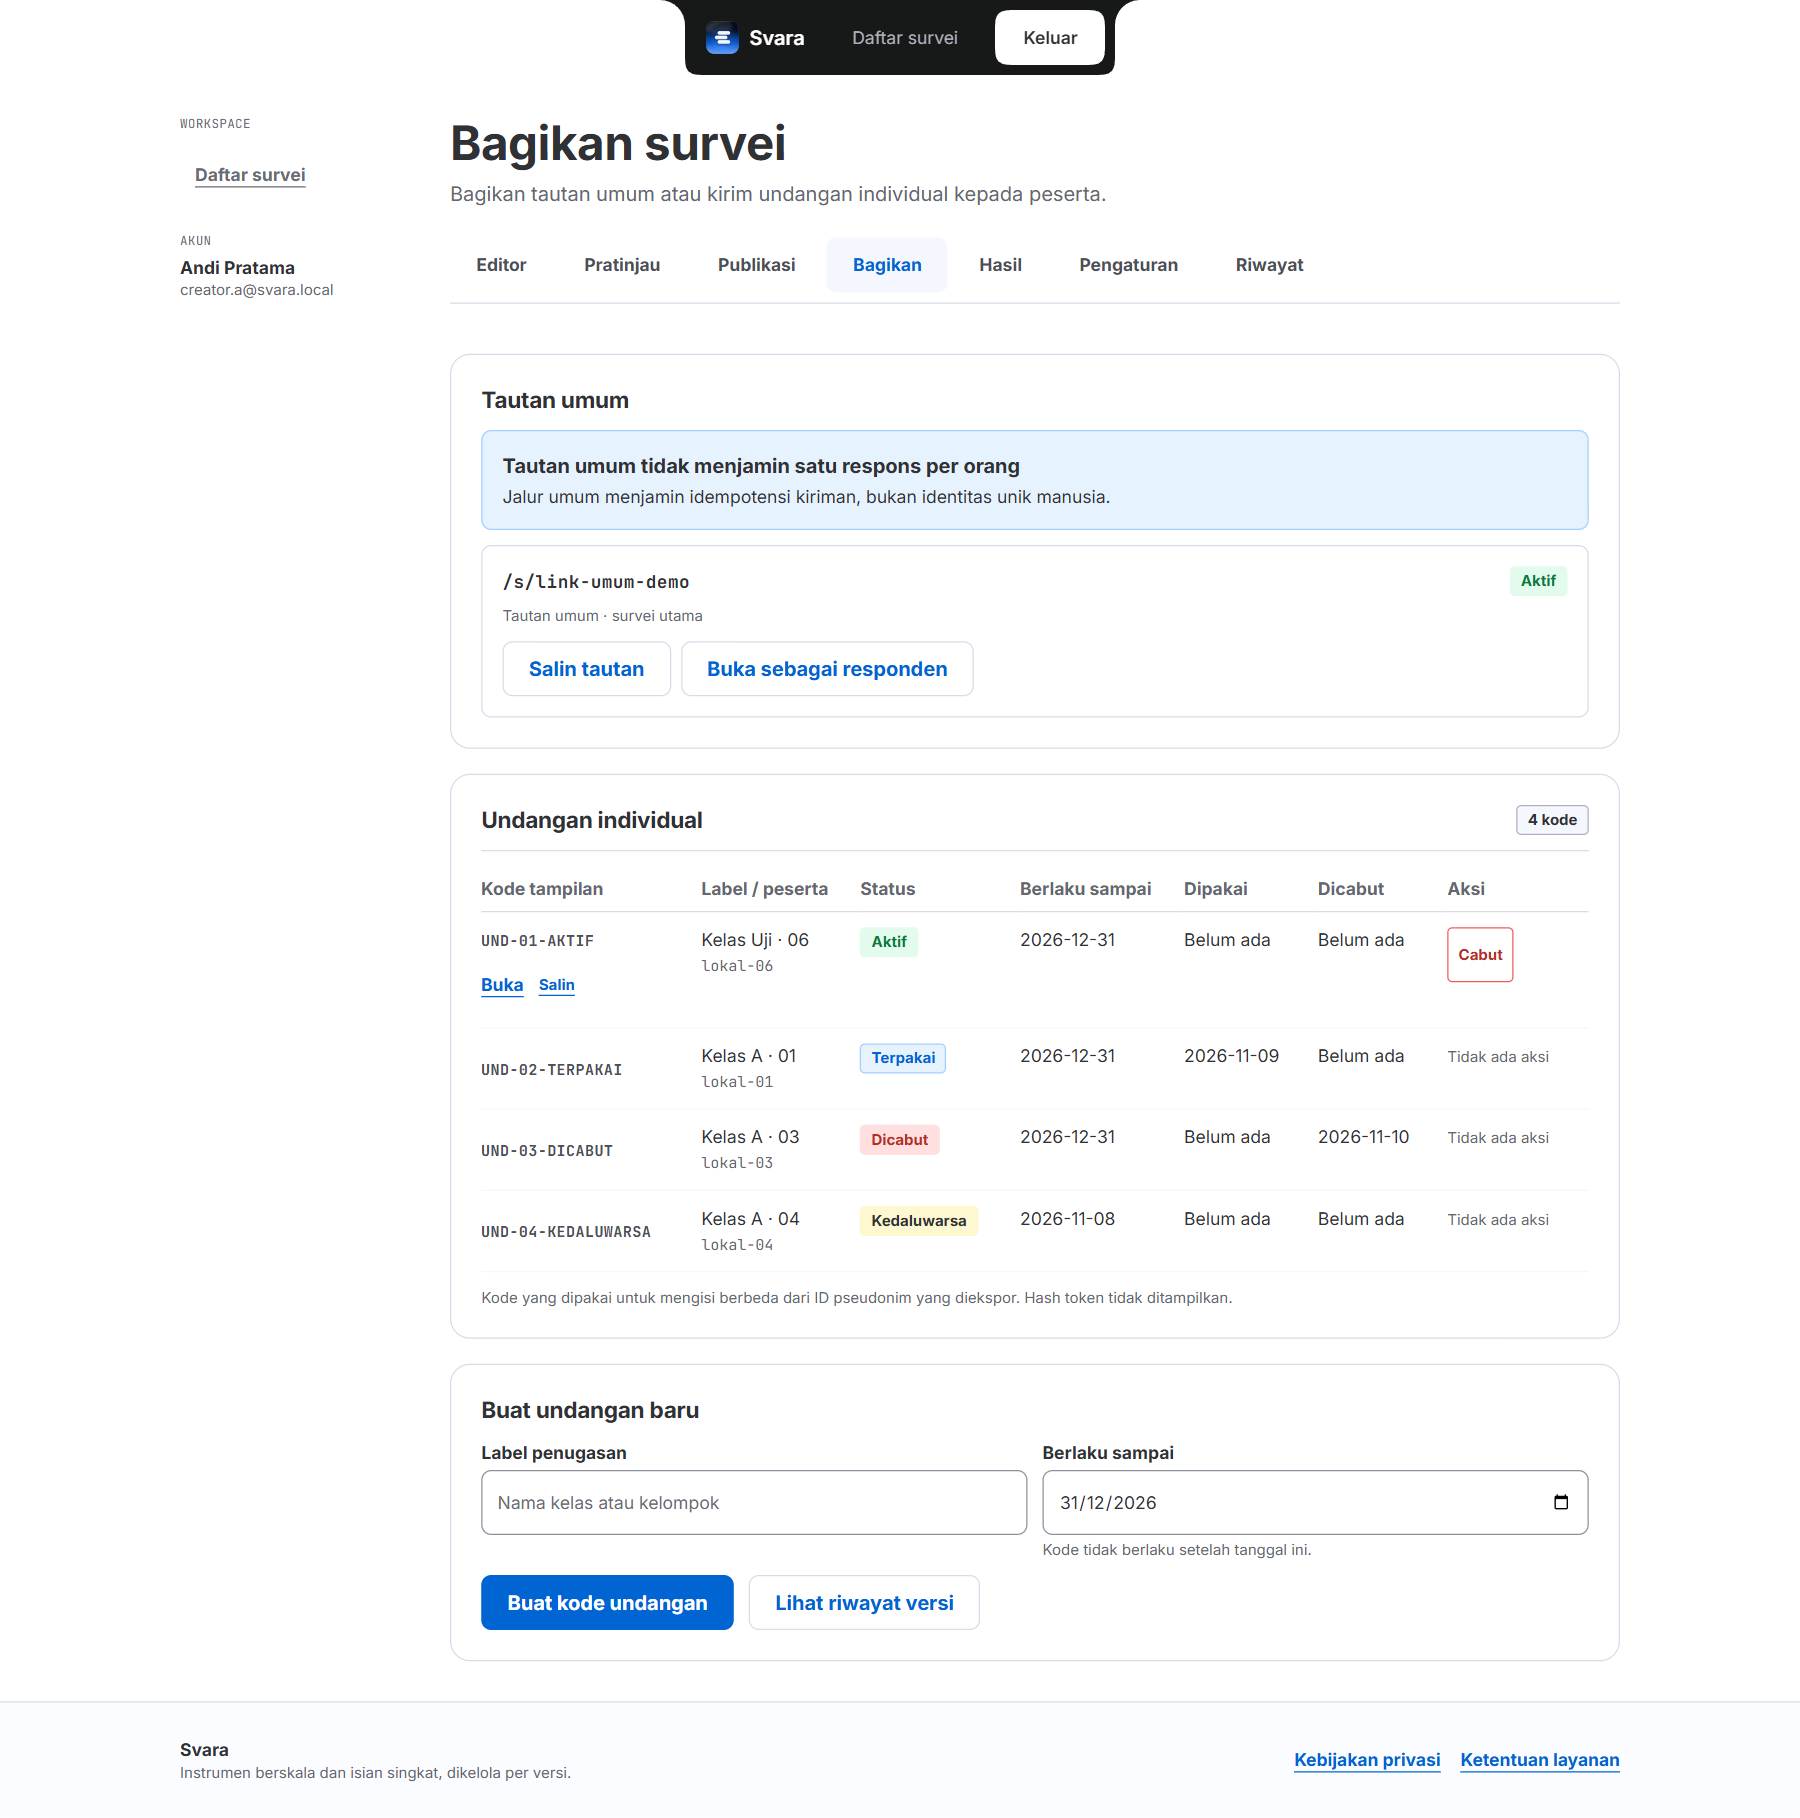 Svara
Daftar survei
Keluar
WORKSPACE
Daftar survei
AKUN
Andi Pratama
creator.a@svara.local
Bagikan survei
Bagikan tautan umum atau kirim undangan individual kepada peserta.
Editor
Pratinjau
Publikasi
Bagikan
Hasil
Pengaturan
Riwayat
Tautan umum
Tautan umum tidak menjamin satu respons per orang
Jalur umum menjamin idempotensi kiriman, bukan identitas unik manusia.
/s/link-umum-demo
Aktif
Tautan umum · survei utama
Salin tautan
Buka sebagai responden
Undangan individual
4 kode
Kode tampilan Label / peserta Status Berlaku sampai Dipakai Dicabut Aksi
UND-01-AKTIF Kelas Uji · 06 Aktif 2026-12-31 Belum ada Belum ada Cabut
lokal-06
Buka Salin
UND-02-TERPAKAI Kelas A · 01 Terpakai 2026-12-31 2026-11-09 Belum ada Tidak ada aksi
lokal-01
UND-03-DICABUT Kelas A · 03 Dicabut 2026-12-31 Belum ada 2026-11-10 Tidak ada aksi
lokal-03
UND-04-KEDALUWARSA Kelas A · 04 Kedaluwarsa 2026-11-08 Belum ada Belum ada Tidak ada aksi
lokal-04
Kode yang dipakai untuk mengisi berbeda dari ID pseudonim yang diekspor. Hash token tidak ditampilkan.
Buat undangan baru
Label penugasan
Nama kelas atau kelompok
Berlaku sampai
31/12/2026
Kode tidak berlaku setelah tanggal ini.
Buat kode undangan
Lihat riwayat versi
Svara
Instrumen berskala dan isian singkat, dikelola per versi.
Kebijakan privasi
Ketentuan layanan